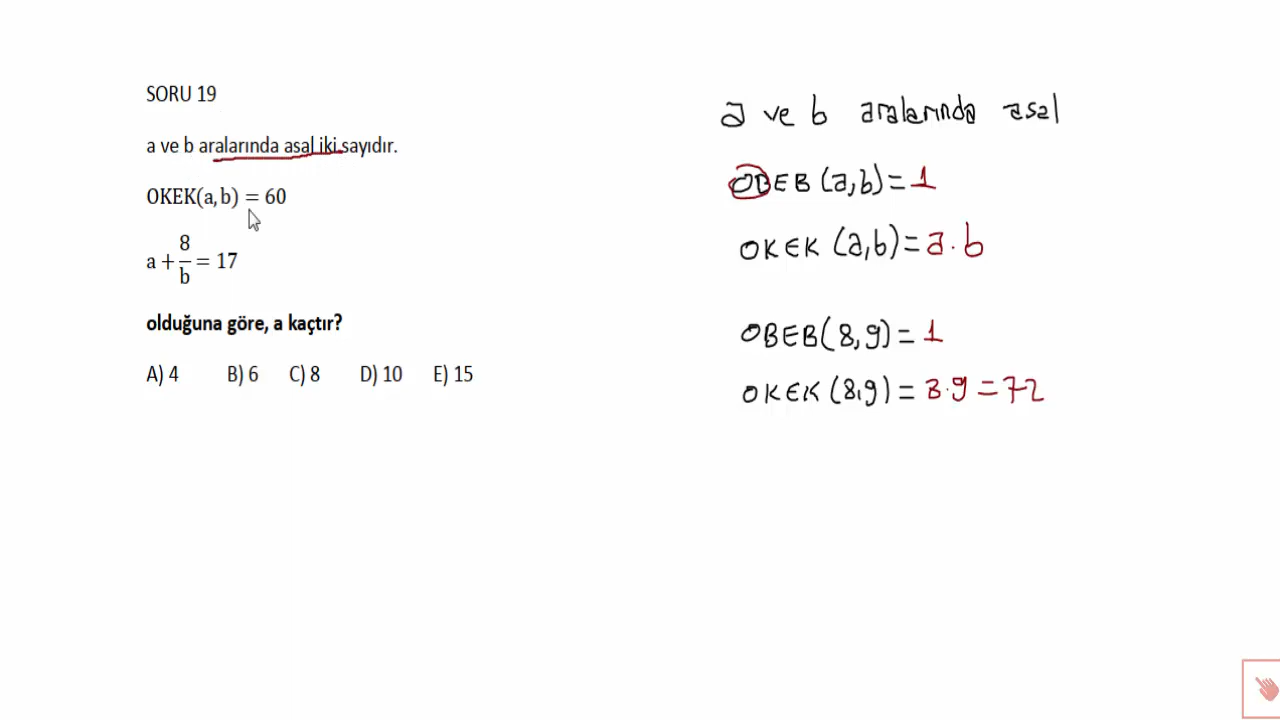 SORU 19
a ve b aralarında asal iki sayıdır.
OKEK(a, b) = 60
a + 8/b = 17
olduğuna göre, a kaçtır?
A) 4 B) 6 C) 8 D) 10 E) 15
a ve b aralarında asal
OBEB (a,b) = 1
OKEK (a,b) = a · b
OBEB(8,9) = 1
OKEK (8,9) = 8·9 = 72